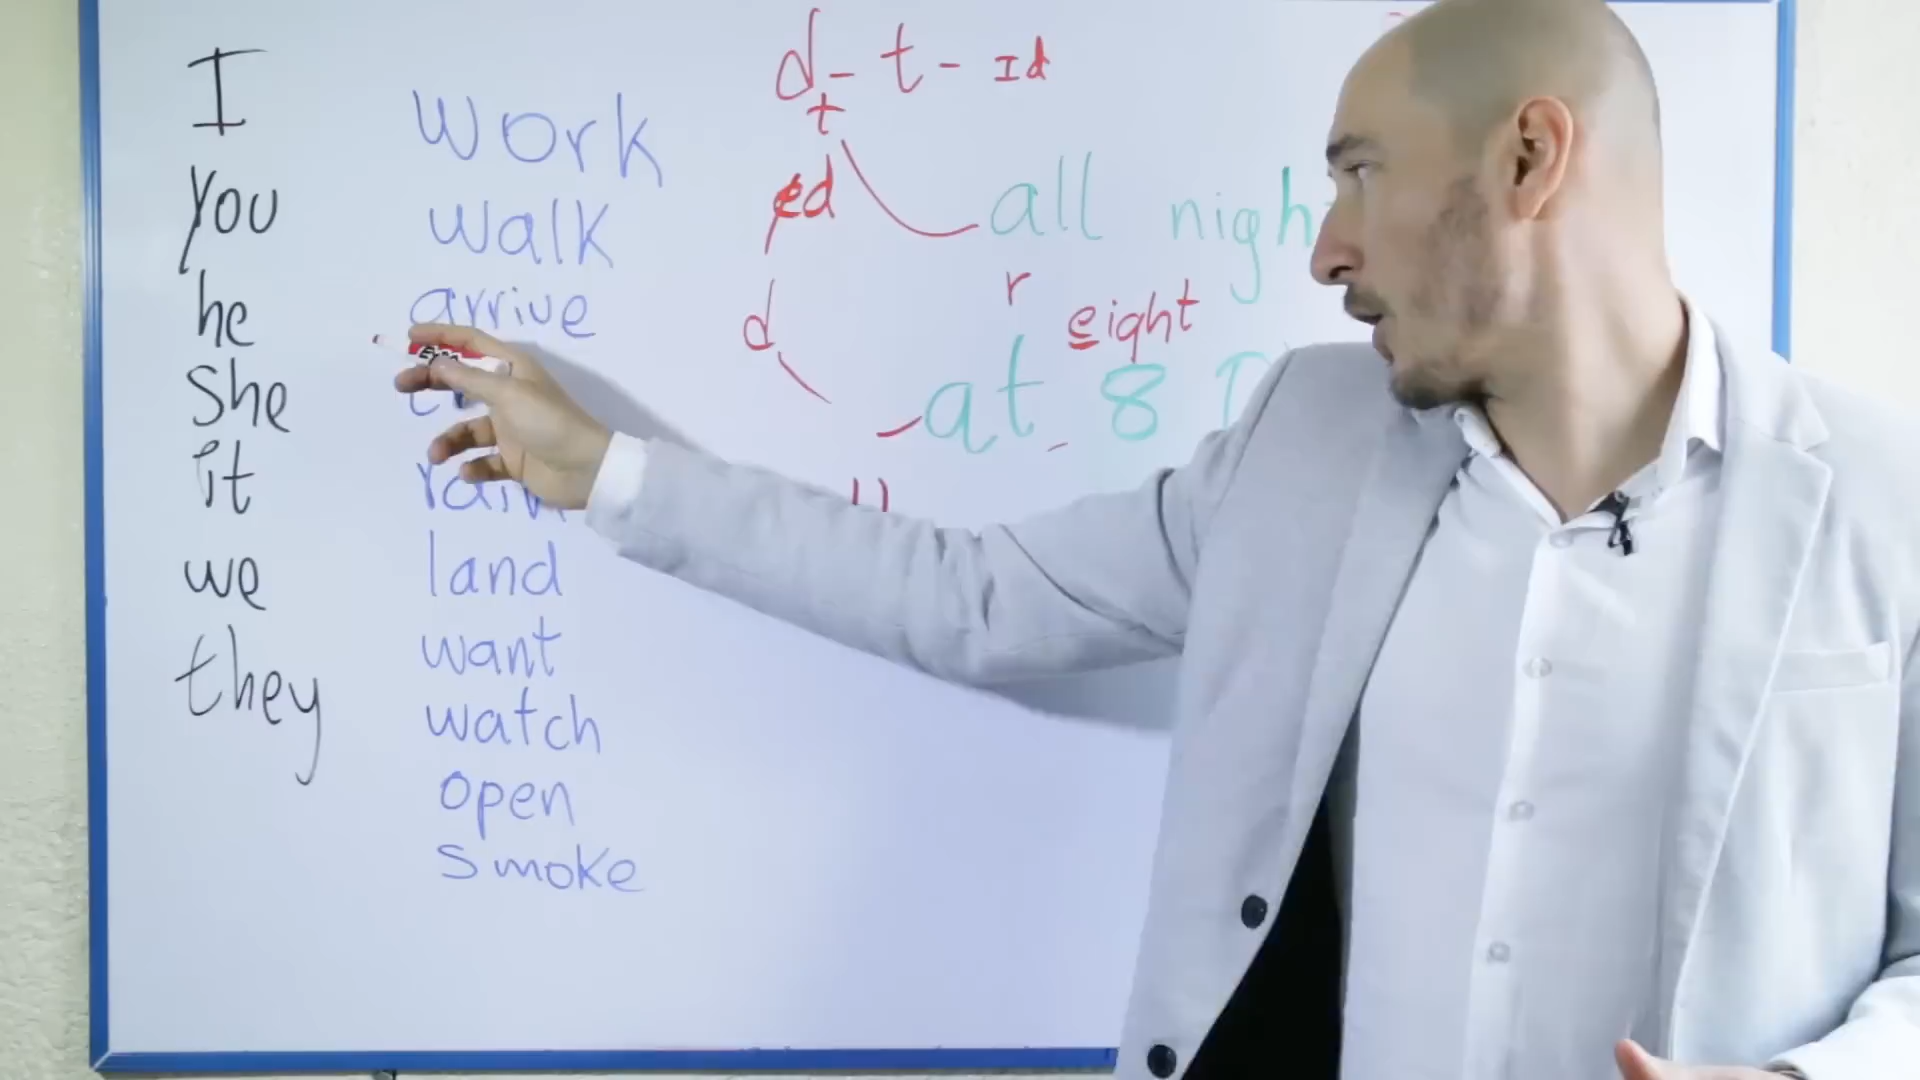 I
you
he
She
it
we
they
work
walk
arrive
rain
land
want
watch
open
smoke
d - t - Id
t
ed
all nigh
r
eight
d
at 8